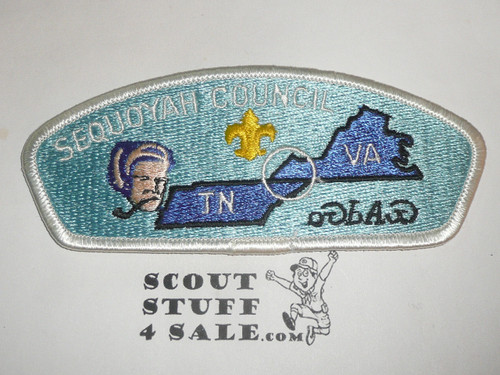 SEQUOYAH COUNCIL
VA
TN
SCOUT
STUFF
4 SALE.COM